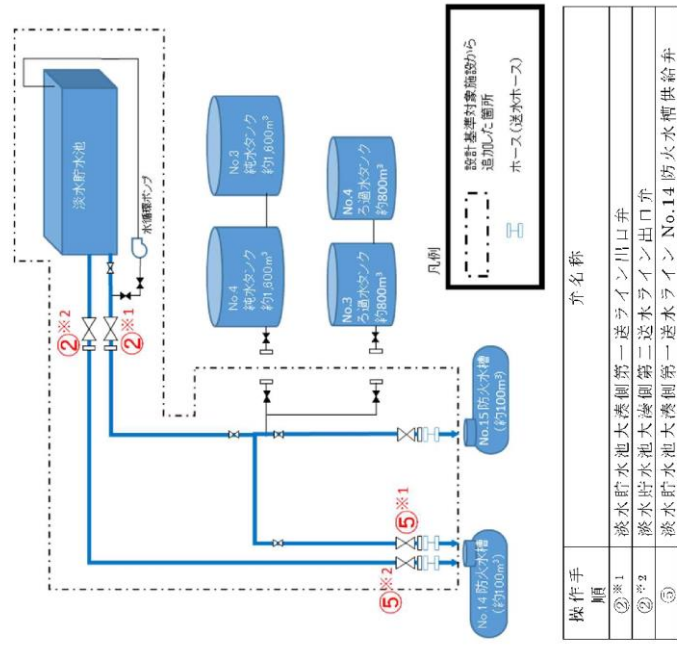 淡水貯水池
水循環ポンプ
②※2
②※1
No.4
純水タンク
約1,600m³
No.3
純水タンク
約1,600m³
No.3
ろ過水タンク
約800m³
No.4
ろ過水タンク
約800m³
⑤※2
⑤※1
No.14防火水槽
(約100m³)
No.15防火水槽
(約100m³)
凡例
設計基準対象施設から
追加した箇所
ホース(送水ホース)
操作手
順
弁名称
②※1
淡水貯水池大湊側第一送ライン出口弁
②※2
淡水貯水池大湊側第二送水ライン出口弁
⑤
淡水貯水池大湊側第一送水ライン No.14 防火水槽供給弁